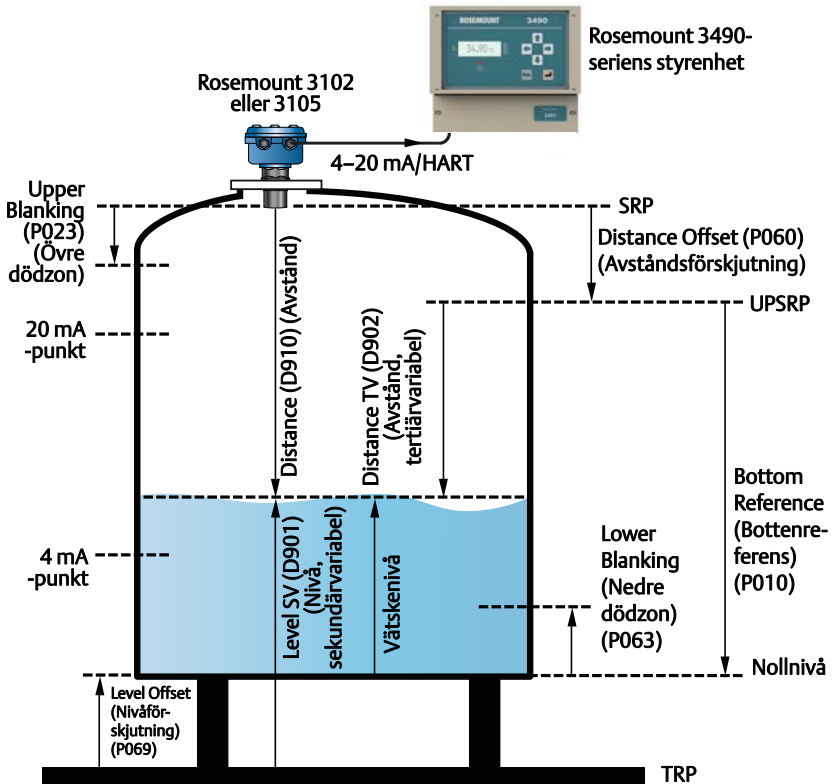 ROSEMOUNT 3490
34.90
Esc
Rosemount 3490-
seriens styrenhet
Rosemount 3102
eller 3105
4–20 mA/HART
Upper
Blanking
(P023)
(Övre
dödzon)
SRP
Distance Offset (P060)
(Avståndsförskjutning)
UPSRP
20 mA
-punkt
Distance (D910) (Avstånd)
Distance TV (D902)
(Avstånd,
tertiärvariabel)
Bottom
Reference
(Bottenre-
ferens)
(P010)
4 mA
-punkt
Level SV (D901)
(Nivå,
sekundärvariabel)
Vätskenivå
Lower
Blanking
(Nedre
dödzon)
(P063)
Nollnivå
Level Offset
(Nivåför-
skjutning)
(P069)
TRP